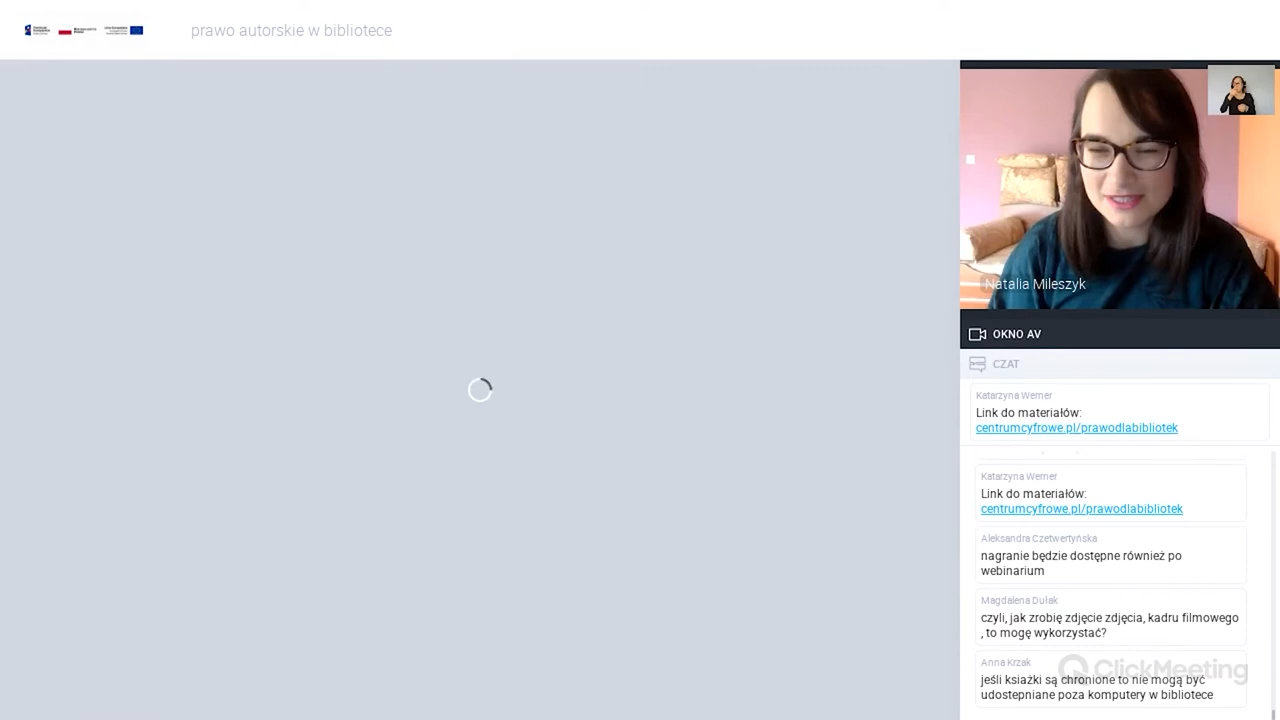 prawo autorskie w bibliotece
Natalia Mileszyk
OKNO AV
CZAT
Katarzyna Werner
Link do materiałów:
centrumcyfrowe.pl/prawodlabibliotek
Katarzyna Werner
Link do materiałów:
centrumcyfrowe.pl/prawodlabibliotek
Aleksandra Czetwertyńska
nagranie będzie dostępne również po
webinarium
Magdalena Dułak
czyli, jak zrobię zdjęcie zdjęcia, kadru filmowego
, to mogę wykorzystać?
Anna Krzak
ClickMeeting
jeśli ksiażki są chronione to nie mogą być
udostepniane poza komputery w bibliotece